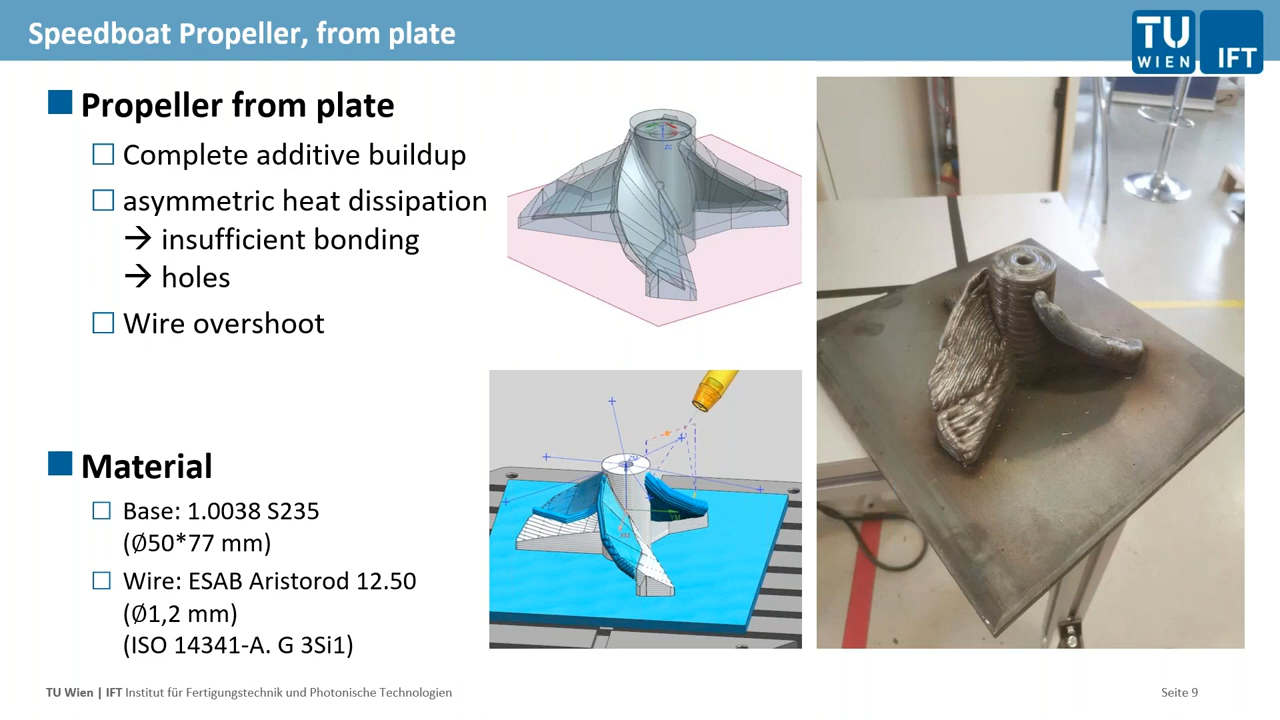 Speedboat Propeller, from plate
TU
WIEN
IFT
Propeller from plate
Complete additive buildup
asymmetric heat dissipation
→ insufficient bonding
→ holes
Wire overshoot
Material
Base: 1.0038 S235
(Ø50*77 mm)
Wire: ESAB Aristorod 12.50
(Ø1,2 mm)
(ISO 14341-A. G 3Si1)
TU Wien | IFT Institut für Fertigungstechnik und Photonische Technologien
Seite 9